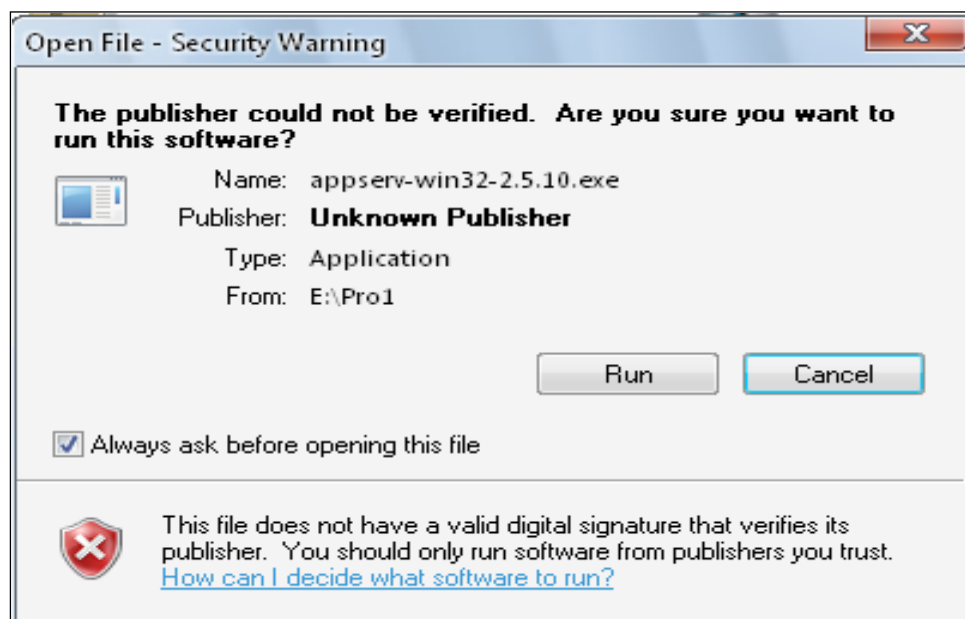 Open File - Security Warning
The publisher could not be verified. Are you sure you want to
run this software?
Name: appserv-win32-2.5.10.exe
Publisher: Unknown Publisher
Type: Application
From: E:\Pro1
Run Cancel
Always ask before opening this file
This file does not have a valid digital signature that verifies its
publisher. You should only run software from publishers you trust.
How can I decide what software to run?